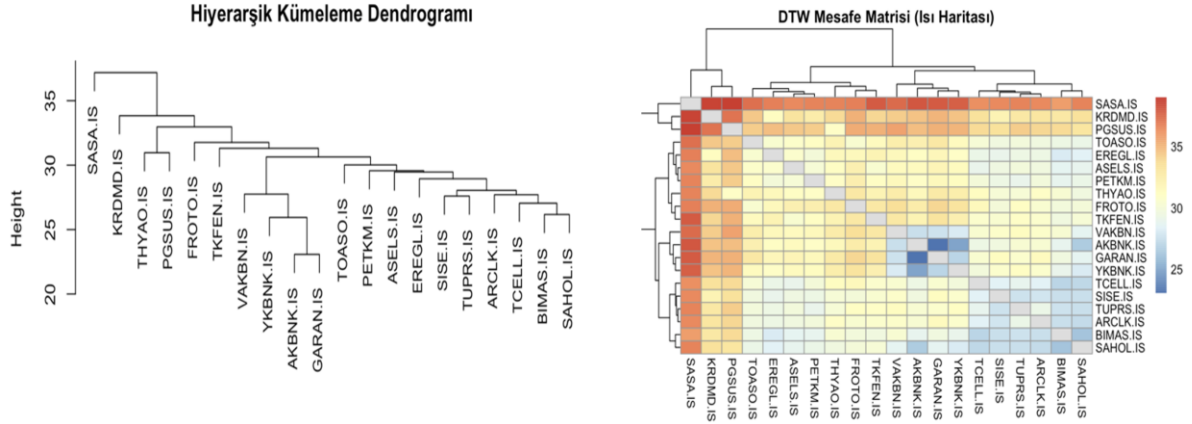 Hiyerarşik Kümeleme Dendrogramı
Height
35
30
25
20
SASA.IS
KRDMD.IS
THYAO.IS
PGSUS.IS
FROTO.IS
TKFEN.IS
VAKBN.IS
YKBNK.IS
AKBNK.IS
GARAN.IS
TOASO.IS
PETKM.IS
ASELS.IS
EREGL.IS
SISE.IS
TUPRS.IS
ARCLK.IS
TCELL.IS
BIMAS.IS
SAHOL.IS
DTW Mesafe Matrisi (Isı Haritası)
SASA.IS
KRDMD.IS
PGSUS.IS
TOASO.IS
EREGL.IS
ASELS.IS
PETKM.IS
THYAO.IS
FROTO.IS
TKFEN.IS
VAKBN.IS
AKBNK.IS
GARAN.IS
YKBNK.IS
TCELL.IS
SISE.IS
TUPRS.IS
ARCLK.IS
BIMAS.IS
SAHOL.IS
35
30
25
SASA.IS
KRDMD.IS
PGSUS.IS
TOASO.IS
EREGL.IS
ASELS.IS
PETKM.IS
THYAO.IS
FROTO.IS
TKFEN.IS
VAKBN.IS
AKBNK.IS
GARAN.IS
YKBNK.IS
TCELL.IS
SISE.IS
TUPRS.IS
ARCLK.IS
BIMAS.IS
SAHOL.IS